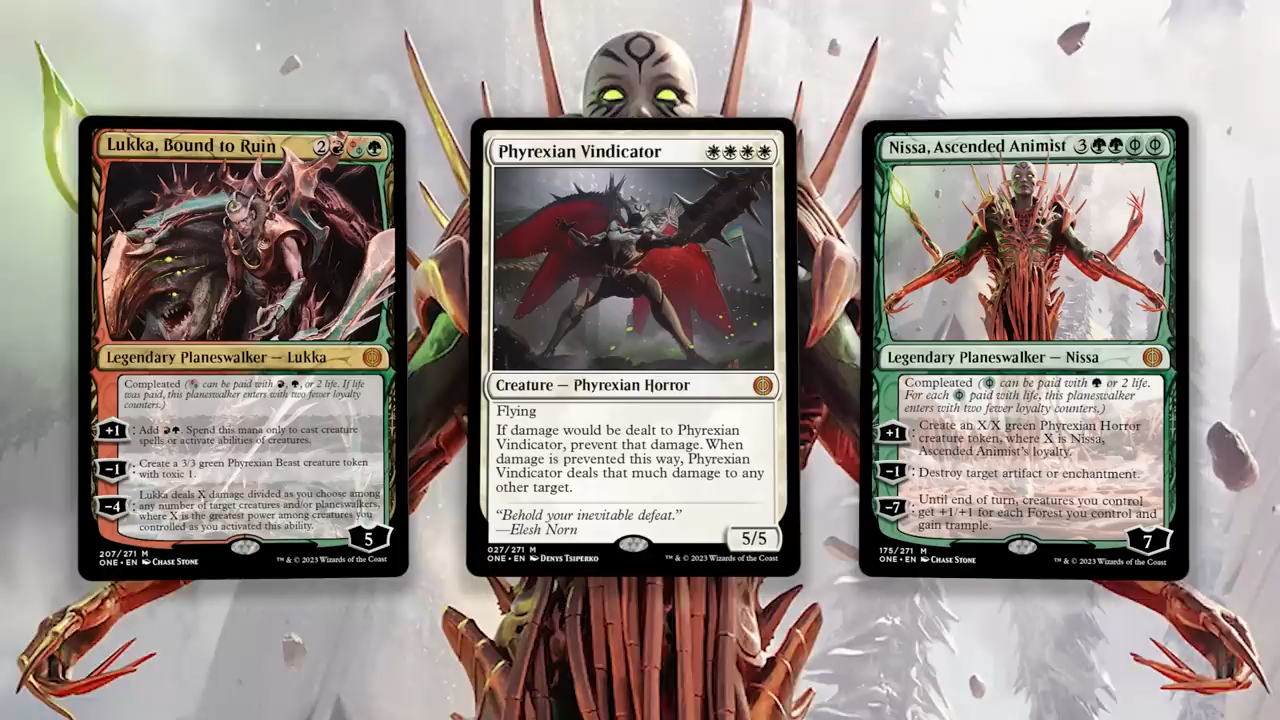 Lukka, Bound to Ruin 2
Legendary Planeswalker — Lukka
Compleated ( can be paid with , , or 2 life. If life
was paid, this planeswalker enters with two fewer loyalty
counters.)
+1 : Add . Spend this mana only to cast creature
spells or activate abilities of creatures.
−1 : Create a 3/3 green Phyrexian Beast creature token
with toxic 1.
−4 : Lukka deals X damage divided as you choose among
any number of target creatures and/or planeswalkers,
where X is the greatest power among creatures you
controlled as you activated this ability.
5
207/271 M
ONE • EN Chase Stone
™ & © 2023 Wizards of the Coast
Phyrexian Vindicator
Creature — Phyrexian Horror
Flying
If damage would be dealt to Phyrexian
Vindicator, prevent that damage. When
damage is prevented this way, Phyrexian
Vindicator deals that much damage to any
other target.
“Behold your inevitable defeat.”
—Elesh Norn
5/5
027/271 M
ONE • EN Denys Tsiperko
™ & © 2023 Wizards of the Coast
Nissa, Ascended Animist 3
Legendary Planeswalker — Nissa
Compleated ( can be paid with or 2 life.
For each paid with life, this planeswalker
enters with two fewer loyalty counters.)
+1 : Create an X/X green Phyrexian Horror
creature token, where X is Nissa,
Ascended Animist's loyalty.
−1 : Destroy target artifact or enchantment.
−7 : Until end of turn, creatures you control
get +1/+1 for each Forest you control and
gain trample.
7
175/271 M
ONE • EN Chase Stone
™ & © 2023 Wizards of the Coast